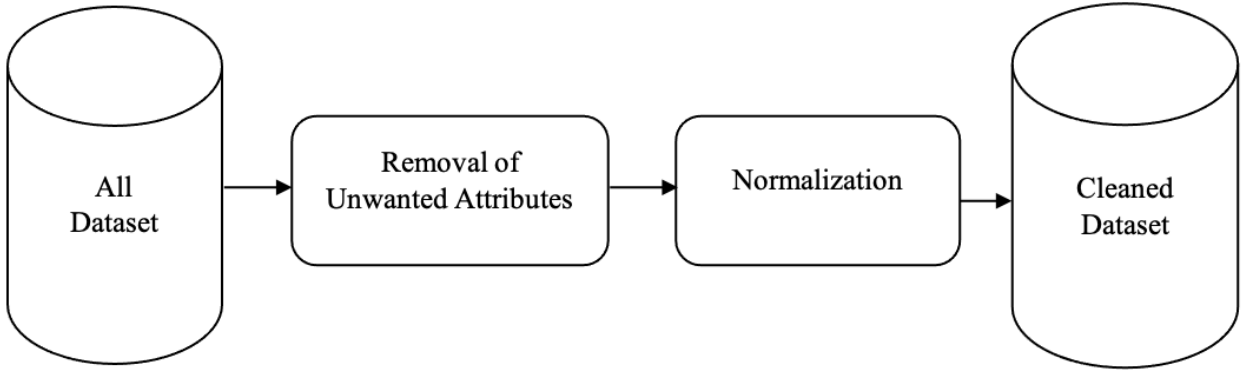 All
Dataset
Removal of
Unwanted Attributes
Normalization
Cleaned
Dataset